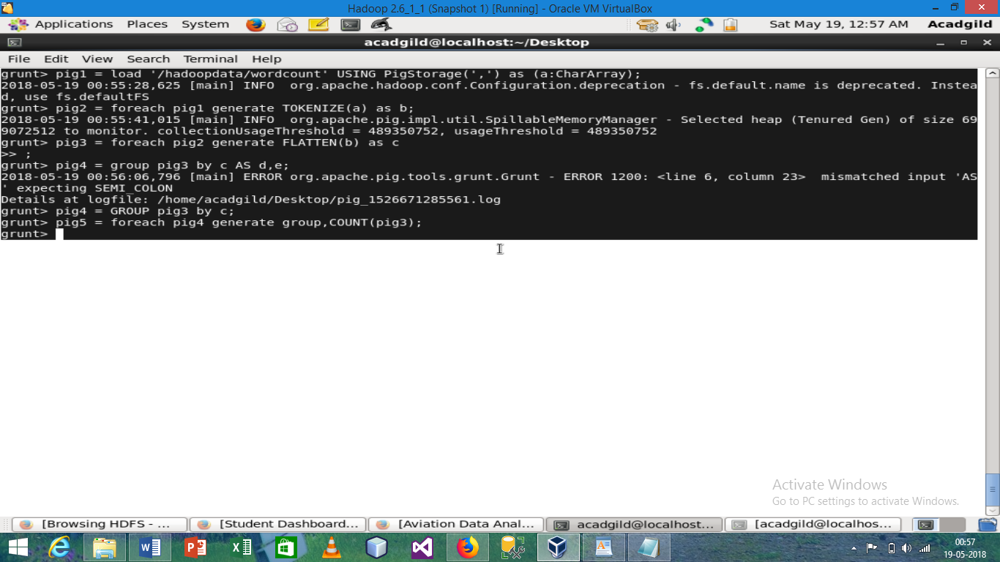 Hadoop 2.6_1_1 (Snapshot 1) [Running] - Oracle VM VirtualBox
Applications Places System Sat May 19, 12:57 AM Acadgild
acadgild@localhost:~/Desktop
File Edit View Search Terminal Help
grunt> pig1 = load '/hadoopdata/wordcount' USING PigStorage(',') as (a:CharArray);
2018-05-19 00:55:28,625 [main] INFO  org.apache.hadoop.conf.Configuration.deprecation - fs.default.name is deprecated. Instea
d, use fs.defaultFS
grunt> pig2 = foreach pig1 generate TOKENIZE(a) as b;
2018-05-19 00:55:41,015 [main] INFO  org.apache.pig.impl.util.SpillableMemoryManager - Selected heap (Tenured Gen) of size 69
9072512 to monitor. collectionUsageThreshold = 489350752, usageThreshold = 489350752
grunt> pig3 = foreach pig2 generate FLATTEN(b) as c
>> ;
grunt> pig4 = group pig3 by c AS d,e;
2018-05-19 00:56:06,796 [main] ERROR org.apache.pig.tools.grunt.Grunt - ERROR 1200: <line 6, column 23>  mismatched input 'AS
' expecting SEMI_COLON
Details at logfile: /home/acadgild/Desktop/pig_1526671285561.log
grunt> pig4 = GROUP pig3 by c;
grunt> pig5 = foreach pig4 generate group,COUNT(pig3);
grunt>
Activate Windows
Go to PC settings to activate Windows.
[Browsing HDFS - ... [Student Dashboard... [Aviation Data Anal... acadgild@localhost... [acadgild@localhos...
00:57
19-05-2018